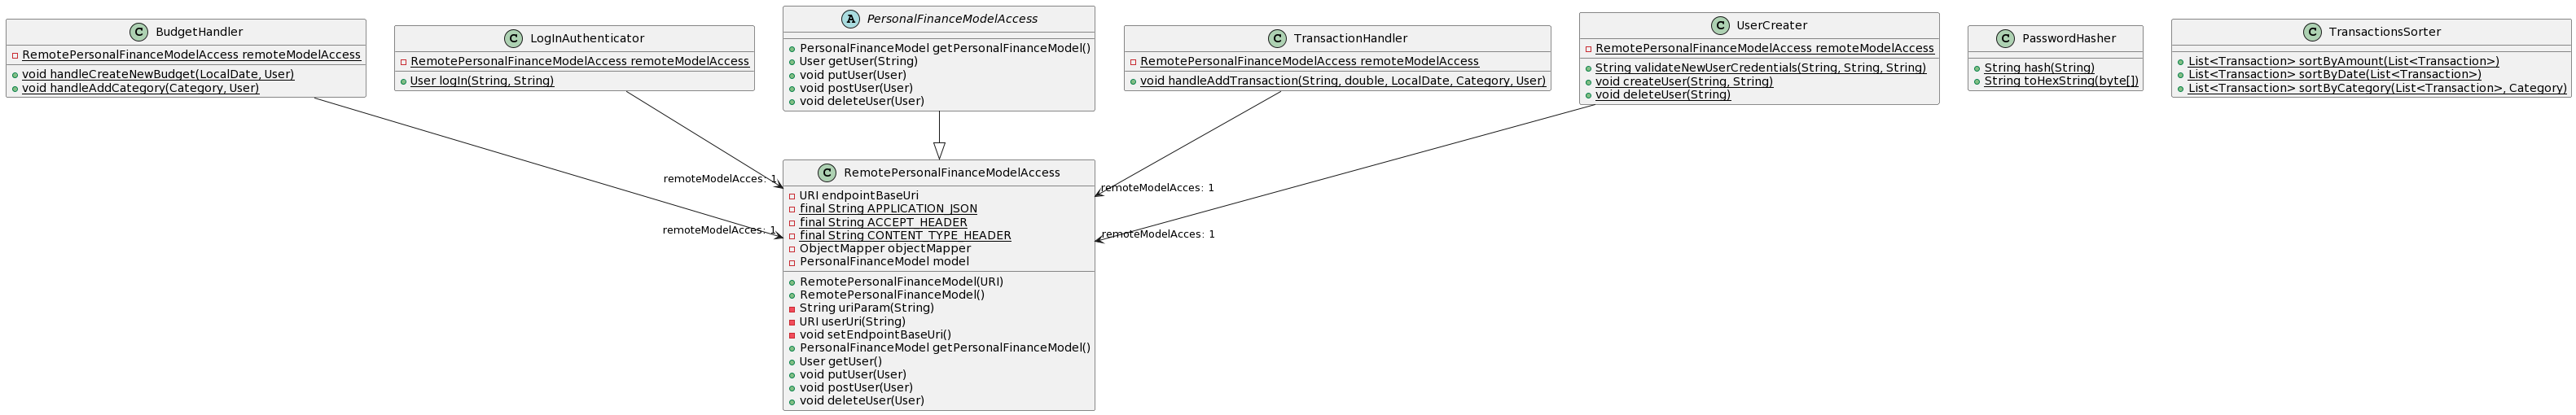 BudgetHandler
RemotePersonalFinanceModelAccess remoteModelAccess
void handleCreateNewBudget(LocalDate, User)
void handleAddCategory(Category, User)
LogInAuthenticator
RemotePersonalFinanceModelAccess remoteModelAccess
User logIn(String, String)
PersonalFinanceModelAccess
PersonalFinanceModel getPersonalFinanceModel()
User getUser(String)
void putUser(User)
void postUser(User)
void deleteUser(User)
TransactionHandler
RemotePersonalFinanceModelAccess remoteModelAccess
void handleAddTransaction(String, double, LocalDate, Category, User)
UserCreater
RemotePersonalFinanceModelAccess remoteModelAccess
String validateNewUserCredentials(String, String, String)
void createUser(String, String)
void deleteUser(String)
PasswordHasher
String hash(String)
String toHexString(byte[])
TransactionsSorter
List<Transaction> sortByAmount(List<Transaction>)
List<Transaction> sortByDate(List<Transaction>)
List<Transaction> sortByCategory(List<Transaction>, Category)
remoteModelAcces: 1
remoteModelAcces: 1
remoteModelAcces: 1
remoteModelAcces: 1
RemotePersonalFinanceModelAccess
URI endpointBaseUri
final String APPLICATION_JSON
final String ACCEPT_HEADER
final String CONTENT_TYPE_HEADER
ObjectMapper objectMapper
PersonalFinanceModel model
RemotePersonalFinanceModel(URI)
RemotePersonalFinanceModel()
String uriParam(String)
URI userUri(String)
void setEndpointBaseUri()
PersonalFinanceModel getPersonalFinanceModel()
User getUser()
void putUser(User)
void postUser(User)
void deleteUser(User)